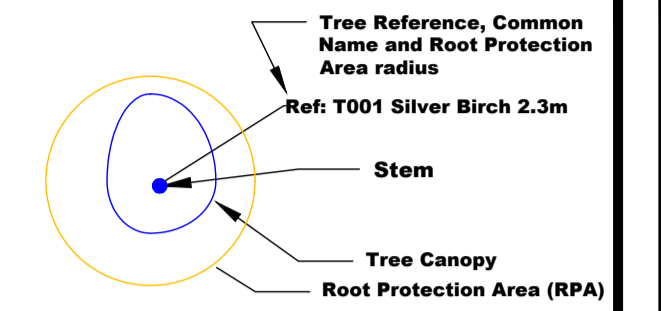 Tree Reference, Common
Name and Root Protection
Area radius
Ref: T001 Silver Birch 2.3m
Stem
Tree Canopy
Root Protection Area (RPA)